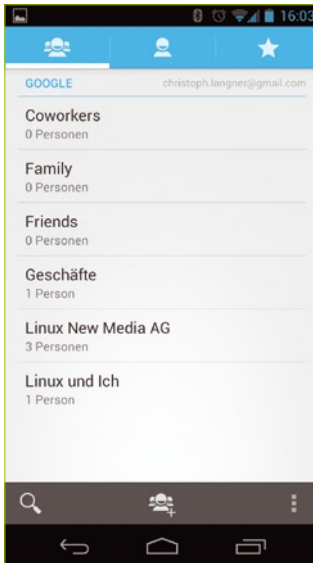 16:03
GOOGLE christoph.langner@gmail.com
Coworkers
0 Personen
Family
0 Personen
Friends
0 Personen
Geschäfte
1 Person
Linux New Media AG
3 Personen
Linux und Ich
1 Person